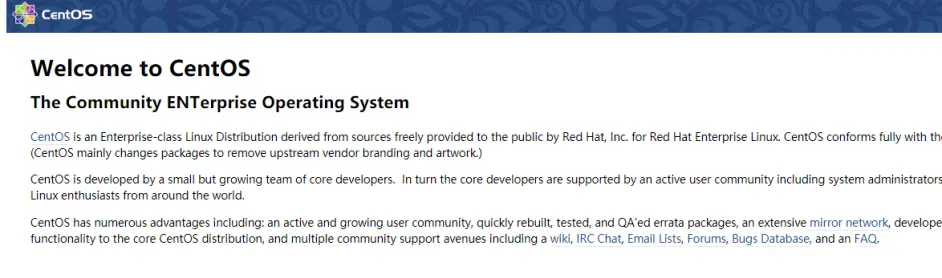 CentOS
Welcome to CentOS
The Community ENTerprise Operating System
CentOS is an Enterprise-class Linux Distribution derived from sources freely provided to the public by Red Hat, Inc. for Red Hat Enterprise Linux. CentOS conforms fully with the
(CentOS mainly changes packages to remove upstream vendor branding and artwork.)
CentOS is developed by a small but growing team of core developers. In turn the core developers are supported by an active user community including system administrators
Linux enthusiasts from around the world.
CentOS has numerous advantages including: an active and growing user community, quickly rebuilt, tested, and QA'ed errata packages, an extensive mirror network, develope
functionality to the core CentOS distribution, and multiple community support avenues including a wiki, IRC Chat, Email Lists, Forums, Bugs Database, and an FAQ.